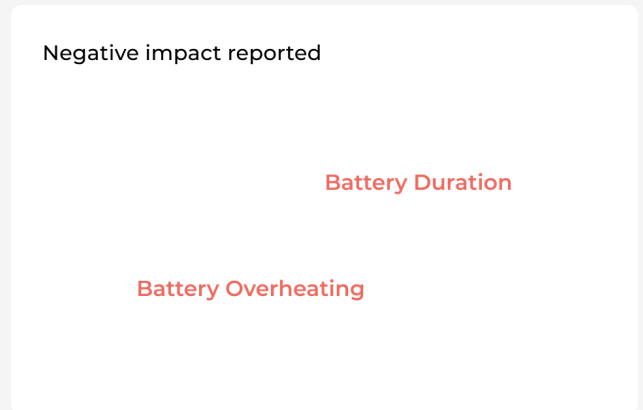 Negative impact reported
Battery Duration
Battery Overheating